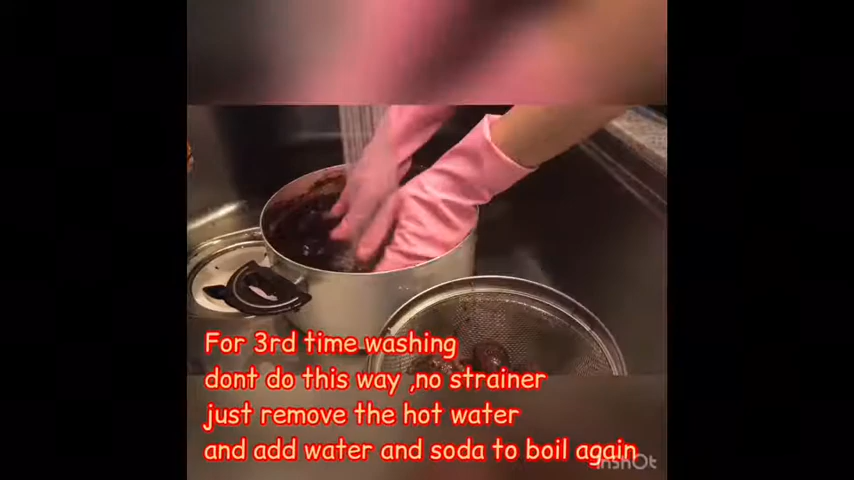 For 3rd time washing
dont do this way ,no strainer
just remove the hot water
and add water and soda to boil again
InShOt